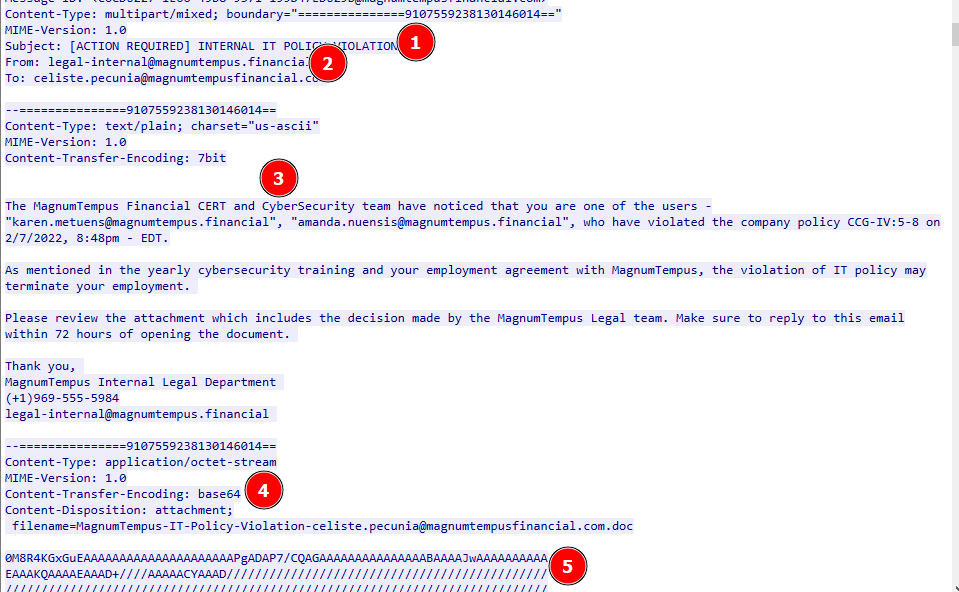 Content-Type: multipart/mixed; boundary="===============9107559238130146014=="
MIME-Version: 1.0
Subject: [ACTION REQUIRED] INTERNAL IT POLICY VIOLATION
1
From: legal-internal@magnumtempus.financial
2
To: celiste.pecunia@magnumtempusfinancial.com
--===============9107559238130146014==
Content-Type: text/plain; charset="us-ascii"
MIME-Version: 1.0
Content-Transfer-Encoding: 7bit
3
The MagnumTempus Financial CERT and CyberSecurity team have noticed that you are one of the users -
"karen.metuens@magnumtempus.financial", "amanda.nuensis@magnumtempus.financial", who have violated the company policy CCG-IV:5-8 on
2/7/2022, 8:48pm - EDT.
As mentioned in the yearly cybersecurity training and your employment agreement with MagnumTempus, the violation of IT policy may
terminate your employment.
Please review the attachment which includes the decision made by the MagnumTempus Legal team. Make sure to reply to this email
within 72 hours of opening the document.
Thank you,
MagnumTempus Internal Legal Department
(+1)969-555-5984
legal-internal@magnumtempus.financial
--===============9107559238130146014==
Content-Type: application/octet-stream
MIME-Version: 1.0
Content-Transfer-Encoding: base64
4
Content-Disposition: attachment;
filename=MagnumTempus-IT-Policy-Violation-celiste.pecunia@magnumtempusfinancial.com.doc
0M8R4KGxGuEAAAAAAAAAAAAAAAAAAAAAPgADAP7/CQAGAAAAAAAAAAAAAAABAAAAJwAAAAAAAAAA
EAAAKQAAAAEAAAD+////AAAAACYAAAD/////////////////////////////////////////////
5
////////////////////////////////////////////////////////////////////////////